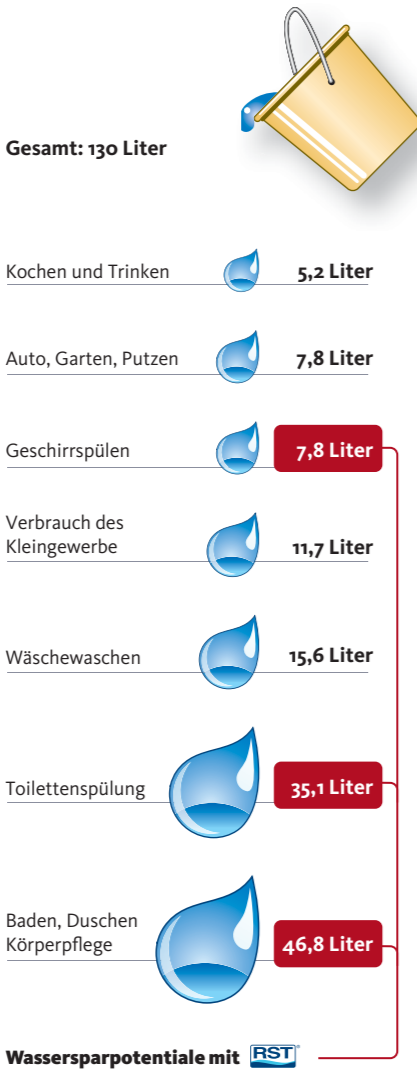 Gesamt: 130 Liter
Kochen und Trinken 5,2 Liter
Auto, Garten, Putzen 7,8 Liter
Geschirrspülen 7,8 Liter
Verbrauch des
Kleingewerbe 11,7 Liter
Wäschewaschen 15,6 Liter
Toilettenspülung 35,1 Liter
Baden, Duschen
Körperpflege 46,8 Liter
Wassersparpotentiale mit RST